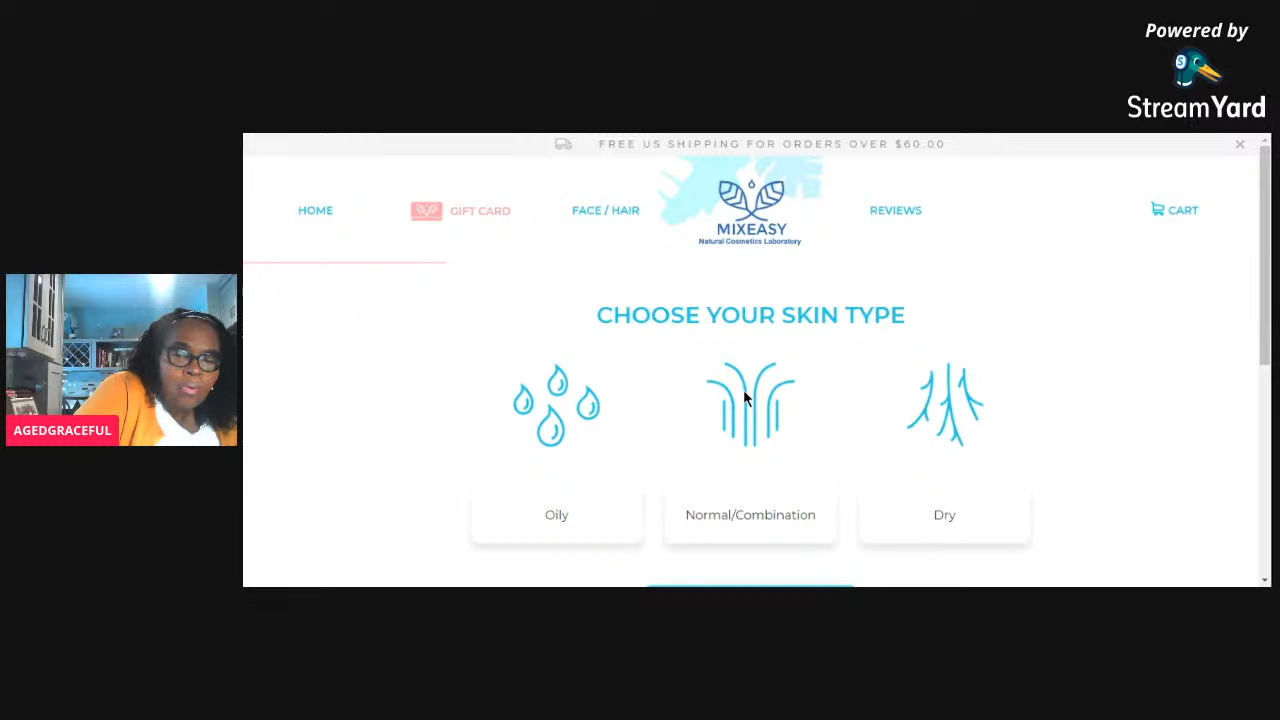 Powered by
StreamYard
FREE US SHIPPING FOR ORDERS OVER $60.00
HOME
GIFT CARD
FACE / HAIR
MIXEASY
Natural Cosmetics Laboratory
REVIEWS
CART
CHOOSE YOUR SKIN TYPE
Oily
Normal/Combination
Dry
AGEDGRACEFUL